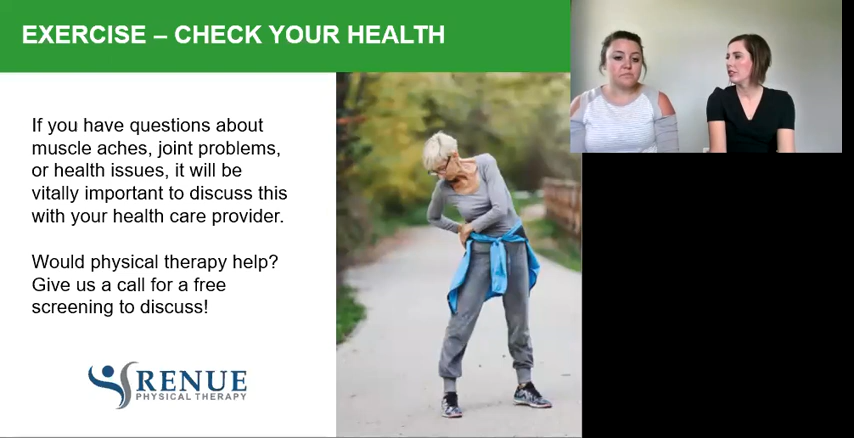 EXERCISE – CHECK YOUR HEALTH
If you have questions about
muscle aches, joint problems,
or health issues, it will be
vitally important to discuss this
with your health care provider.
Would physical therapy help?
Give us a call for a free
screening to discuss!
RENUE
PHYSICAL THERAPY